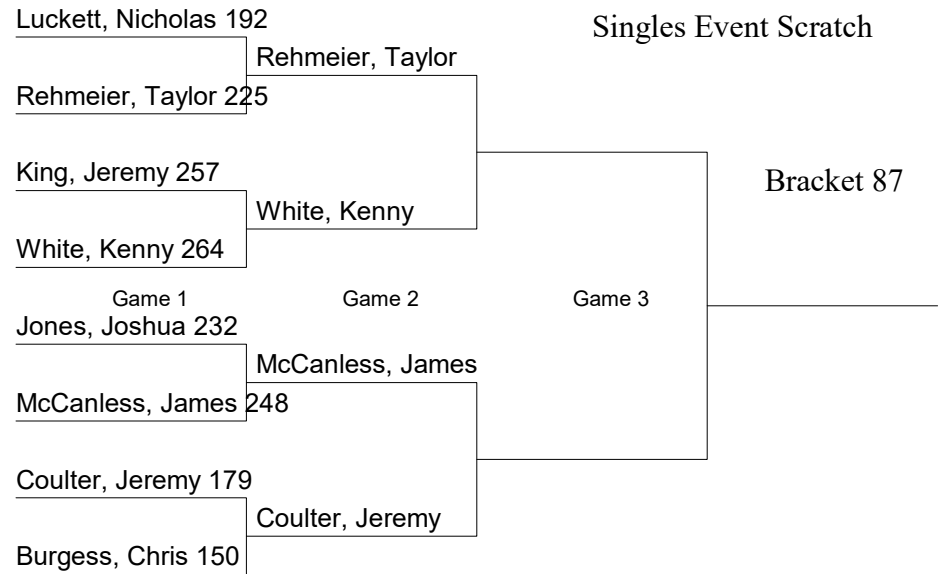 Luckett, Nicholas 192
Singles Event Scratch
Rehmeier, Taylor
Rehmeier, Taylor 225
King, Jeremy 257
Bracket 87
White, Kenny
White, Kenny 264
Game 1
Game 2
Game 3
Jones, Joshua 232
McCanless, James
McCanless, James 248
Coulter, Jeremy 179
Coulter, Jeremy
Burgess, Chris 150